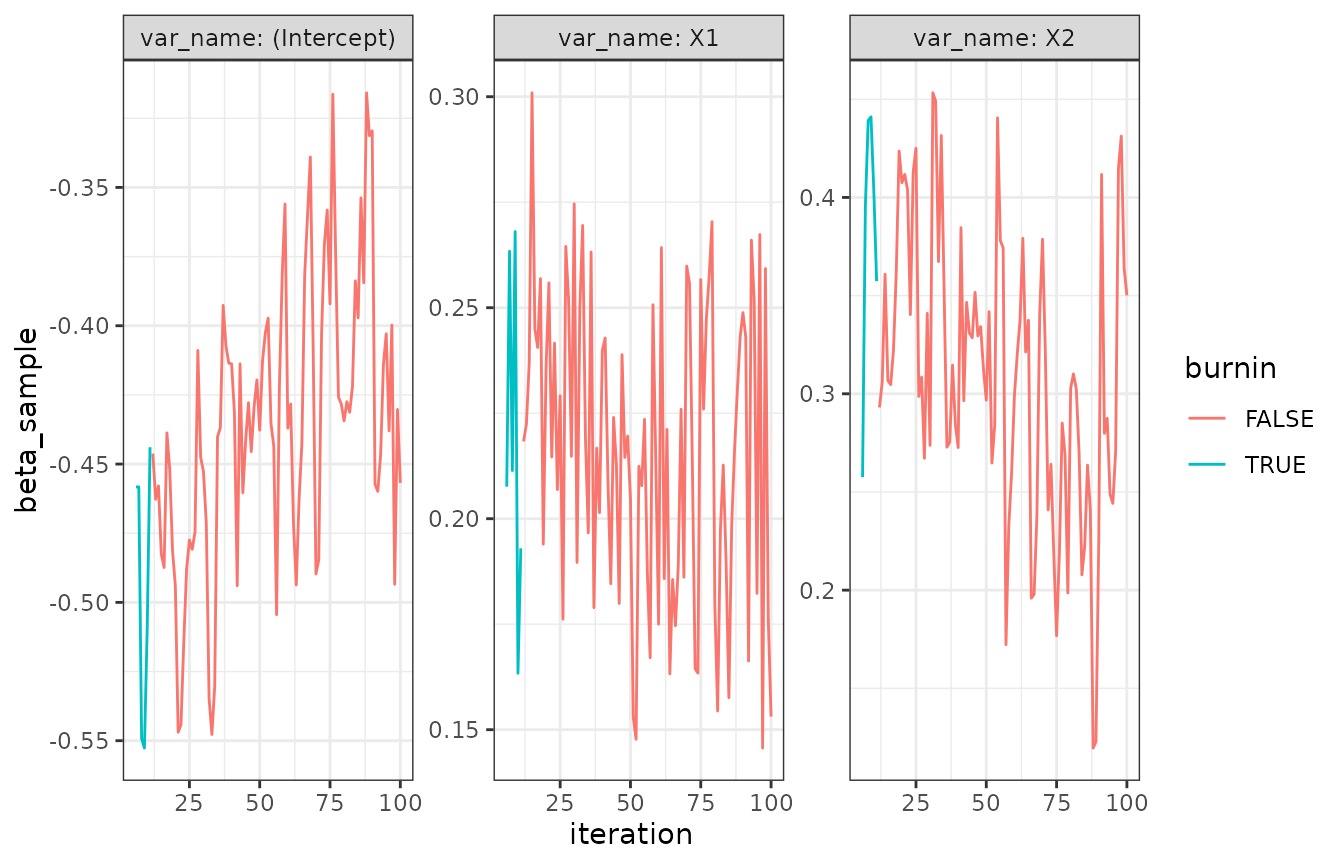 var_name: (Intercept)
var_name: X1
var_name: X2
beta_sample
-0.35
-0.40
-0.45
-0.50
-0.55
0.30
0.25
0.20
0.15
0.4
0.3
0.2
25 50 75 100
25 50 75 100
25 50 75 100
iteration
burnin
FALSE
TRUE